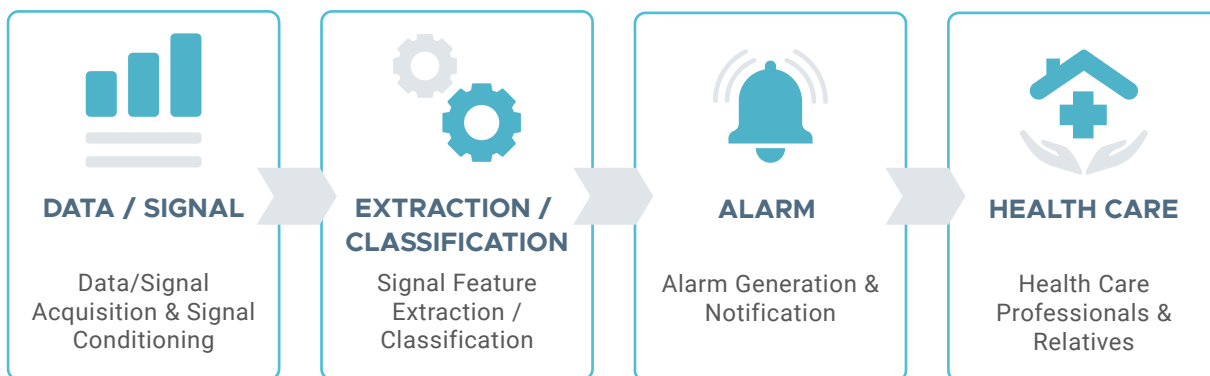 DATA / SIGNAL
Data/Signal
Acquisition & Signal
Conditioning
EXTRACTION /
CLASSIFICATION
Signal Feature
Extraction /
Classification
ALARM
Alarm Generation &
Notification
HEALTH CARE
Health Care
Professionals &
Relatives